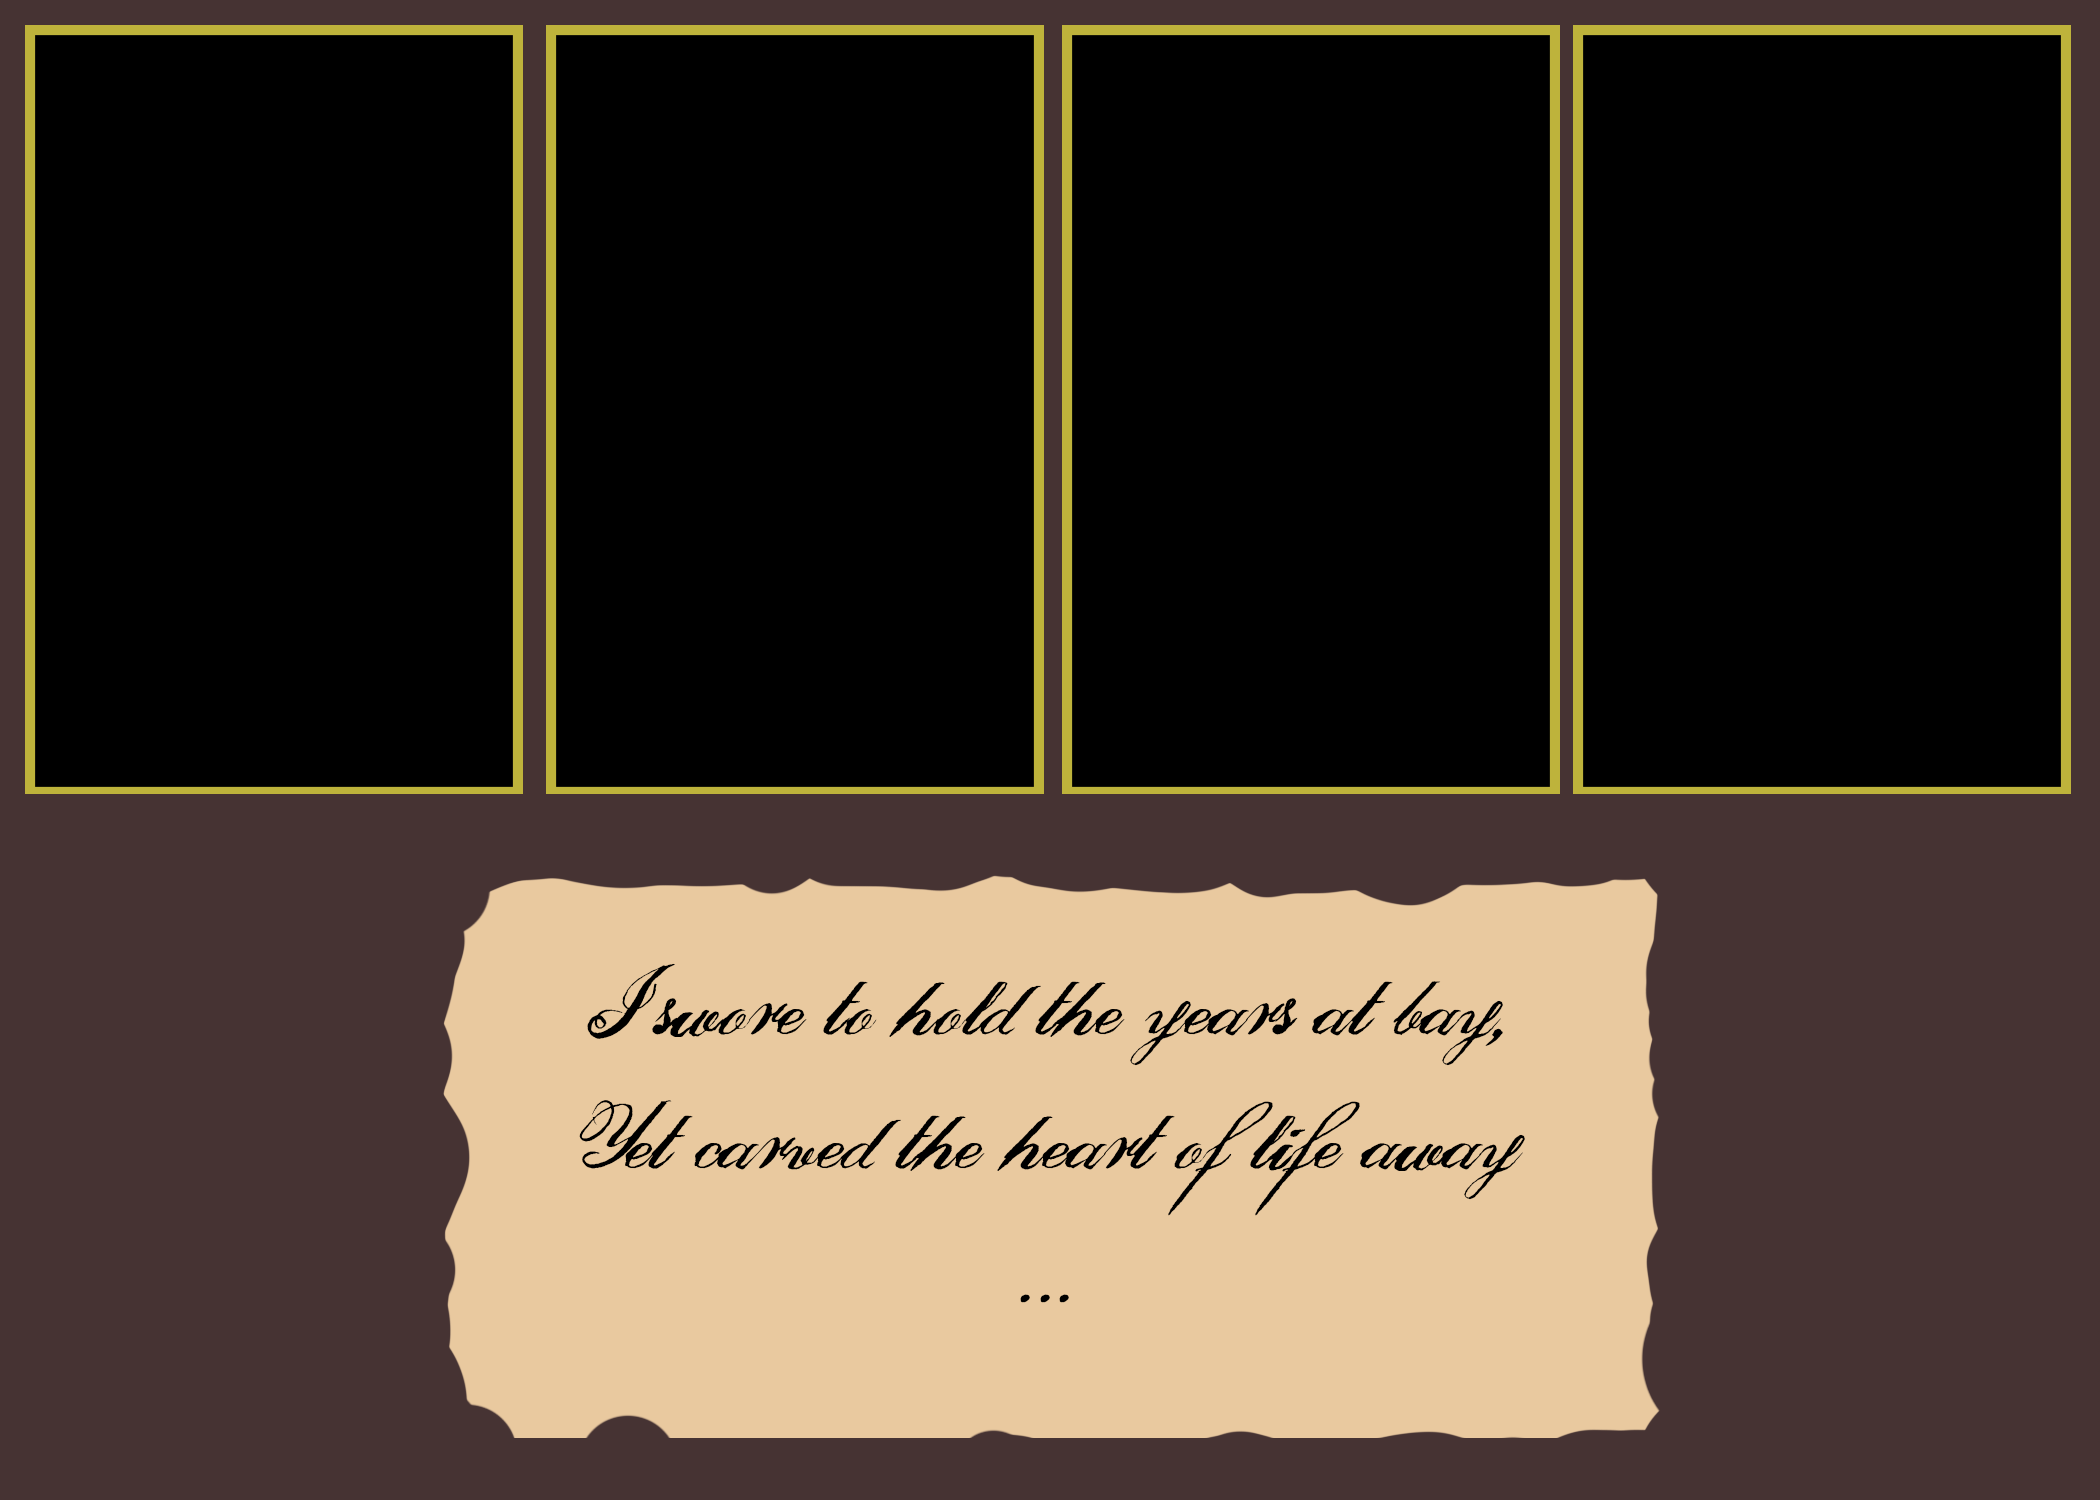 I swore to hold the years at bay,
Yet carved the heart of life away
...